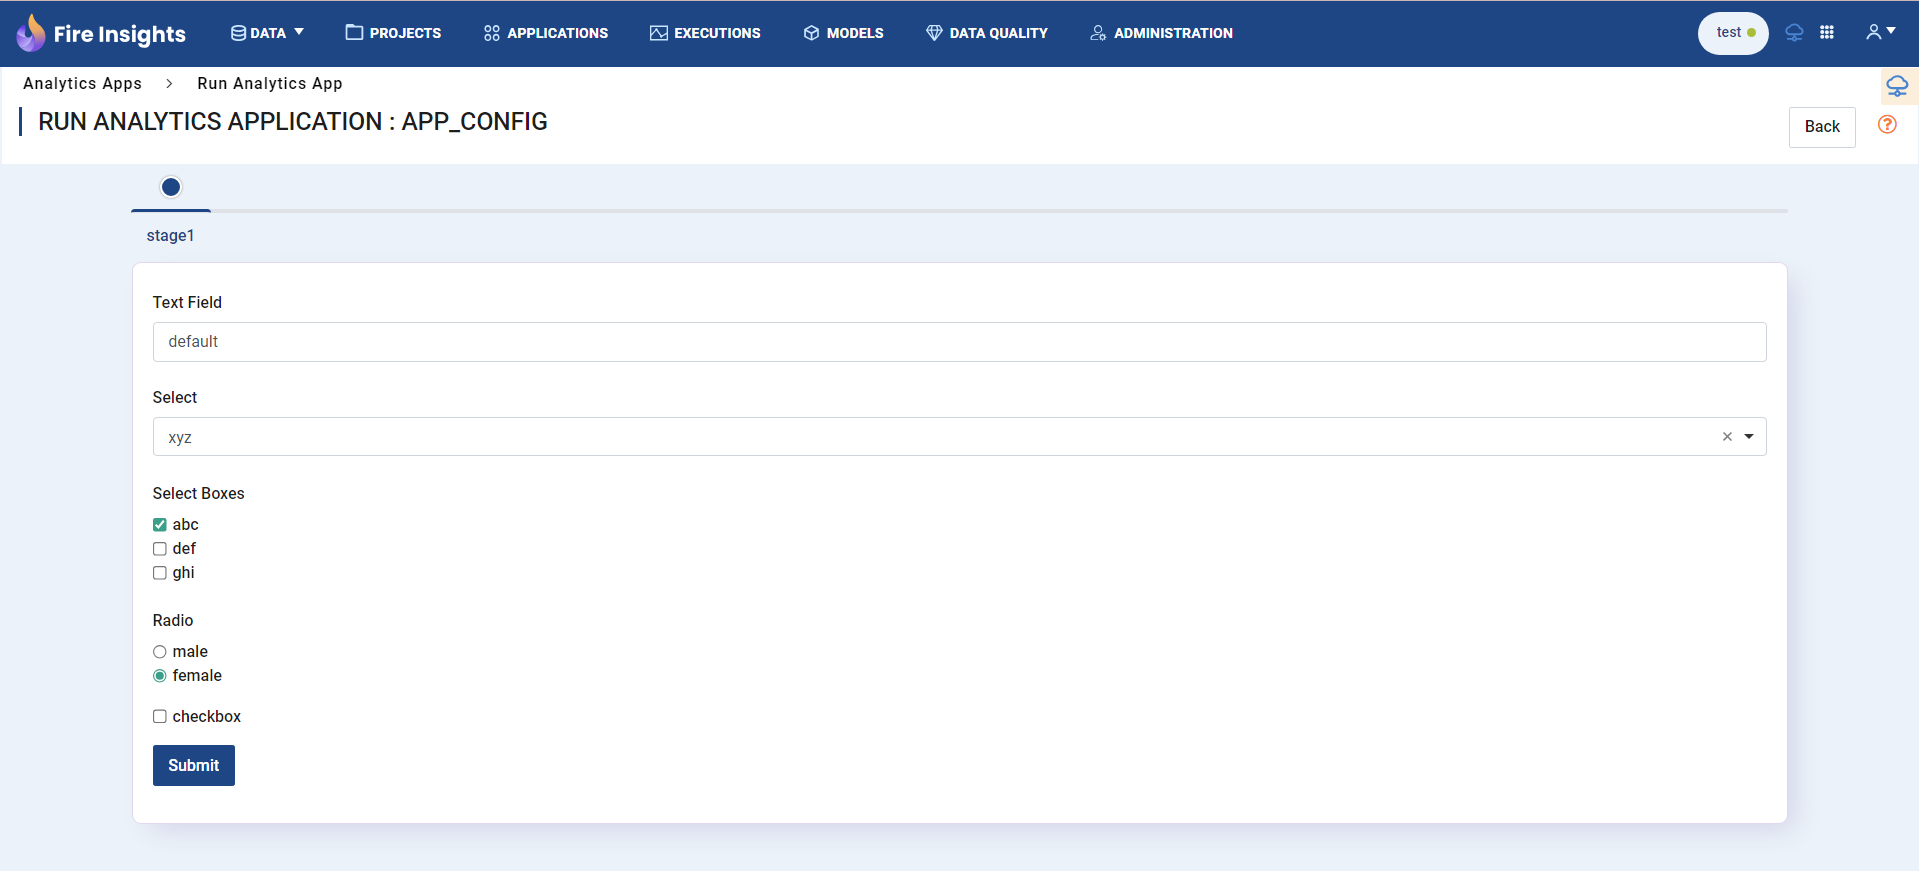 Fire Insights
DATA
PROJECTS
APPLICATIONS
EXECUTIONS
MODELS
DATA QUALITY
ADMINISTRATION
test
Analytics Apps > Run Analytics App
RUN ANALYTICS APPLICATION : APP_CONFIG
Back
?
stage1
Text Field
default
Select
xyz
Select Boxes
abc
def
ghi
Radio
male
female
checkbox
Submit